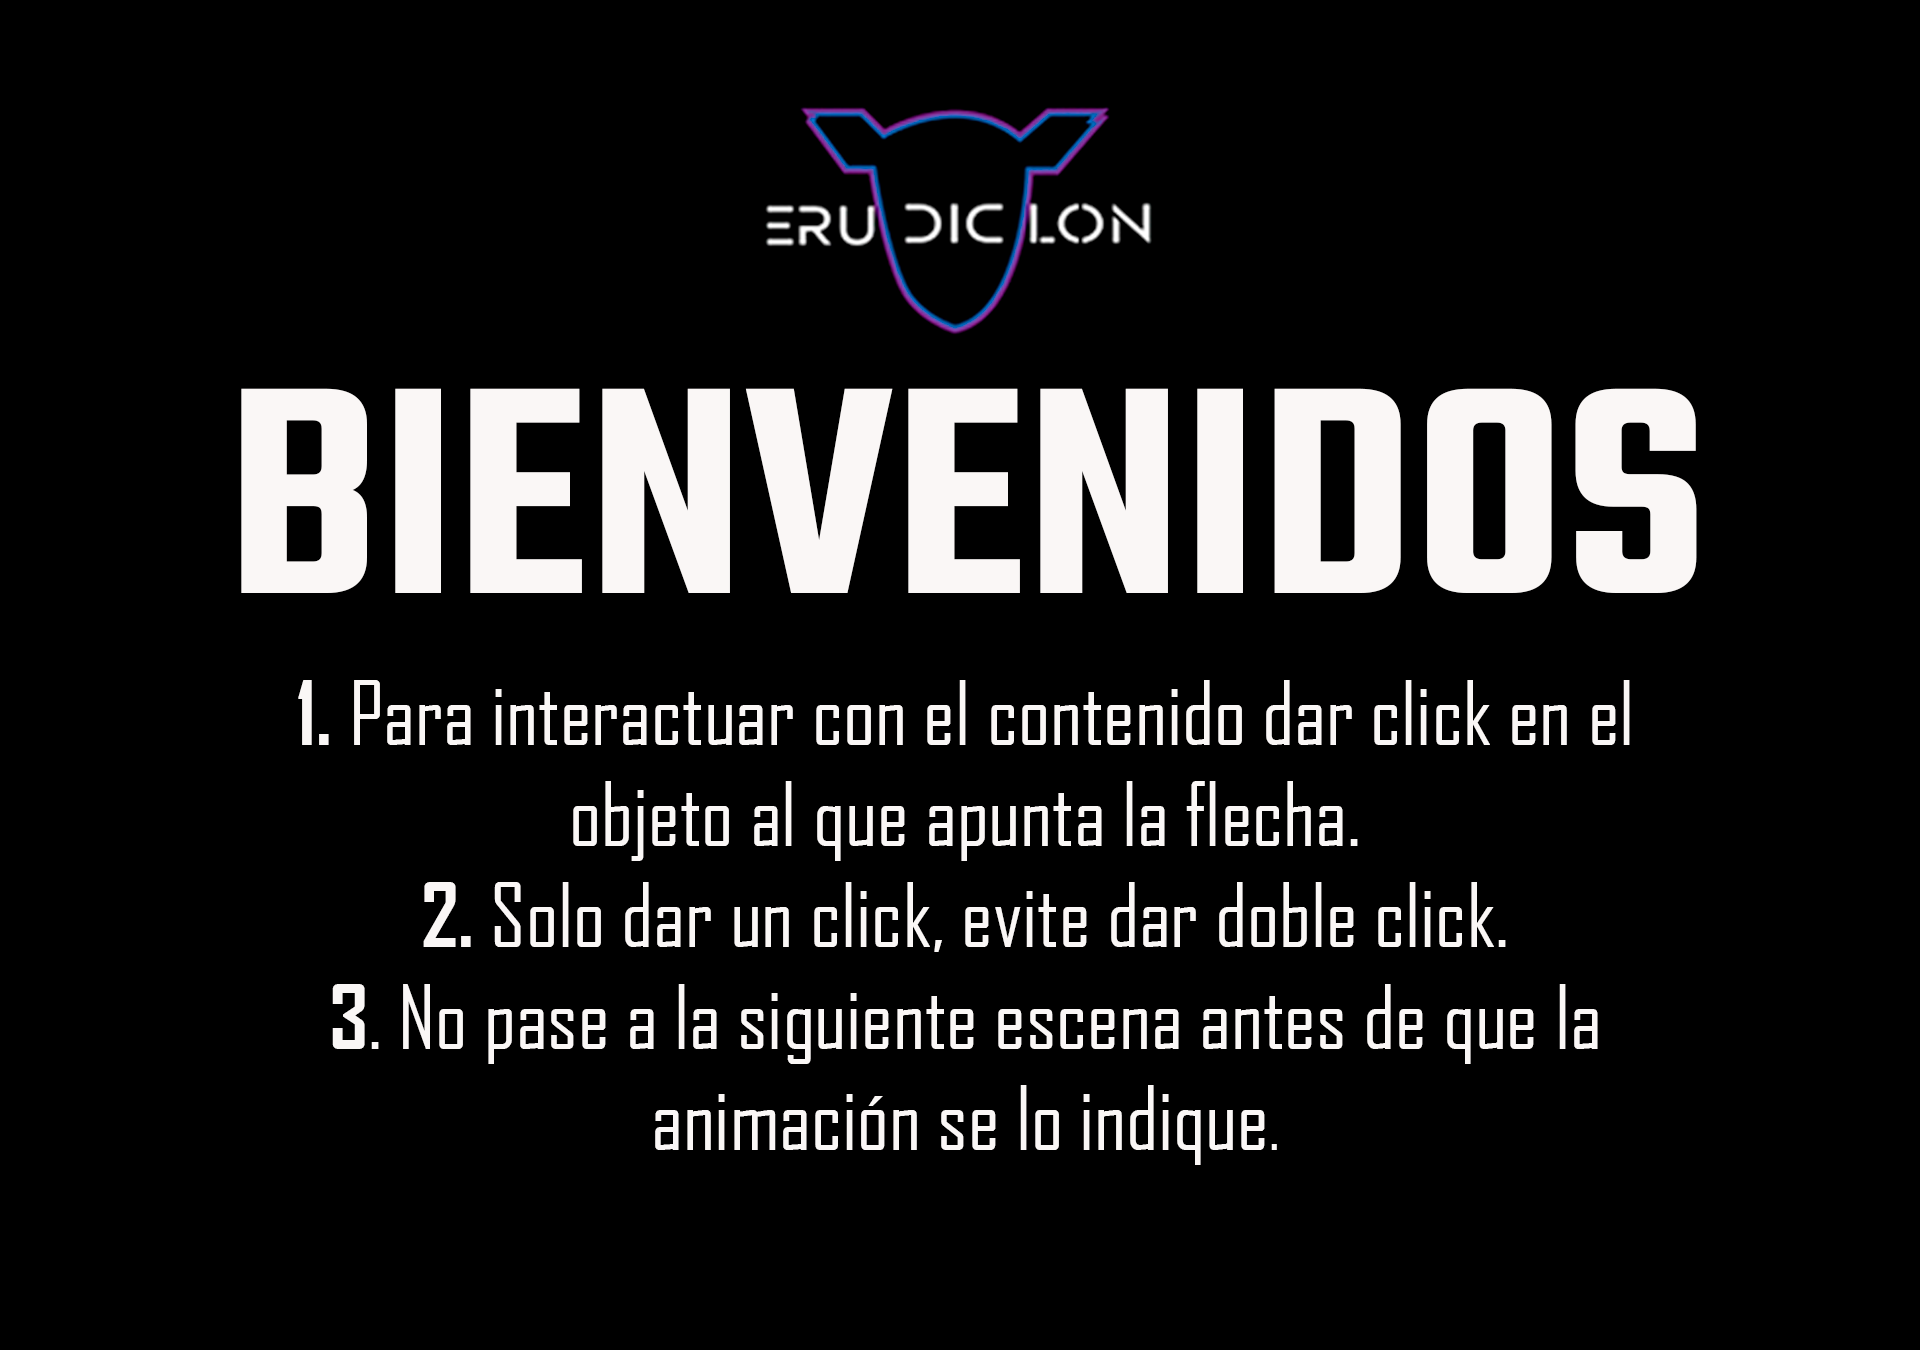 ERUDICLON
BIENVENIDOS
1. Para interactuar con el contenido dar click en el
objeto al que apunta la flecha.
2. Solo dar un click, evite dar doble click.
3. No pase a la siguiente escena antes de que la
animación se lo indique.